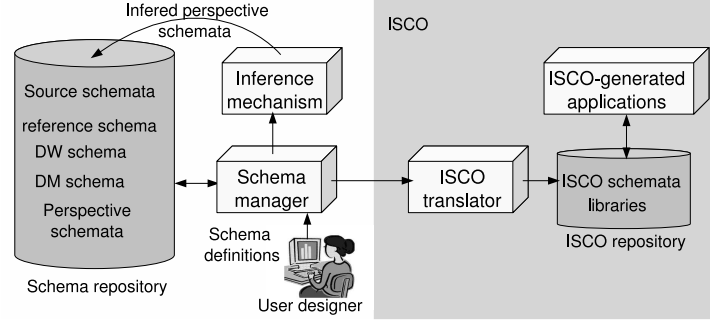 Infered perspective
schemata
ISCO
Source schemata
reference schema
DW schema
DM schema
Perspective
schemata
Schema repository
Inference
mechanism
Schema
manager
Schema
definitions
User designer
ISCO
translator
ISCO-generated
applications
ISCO schemata
libraries
ISCO repository